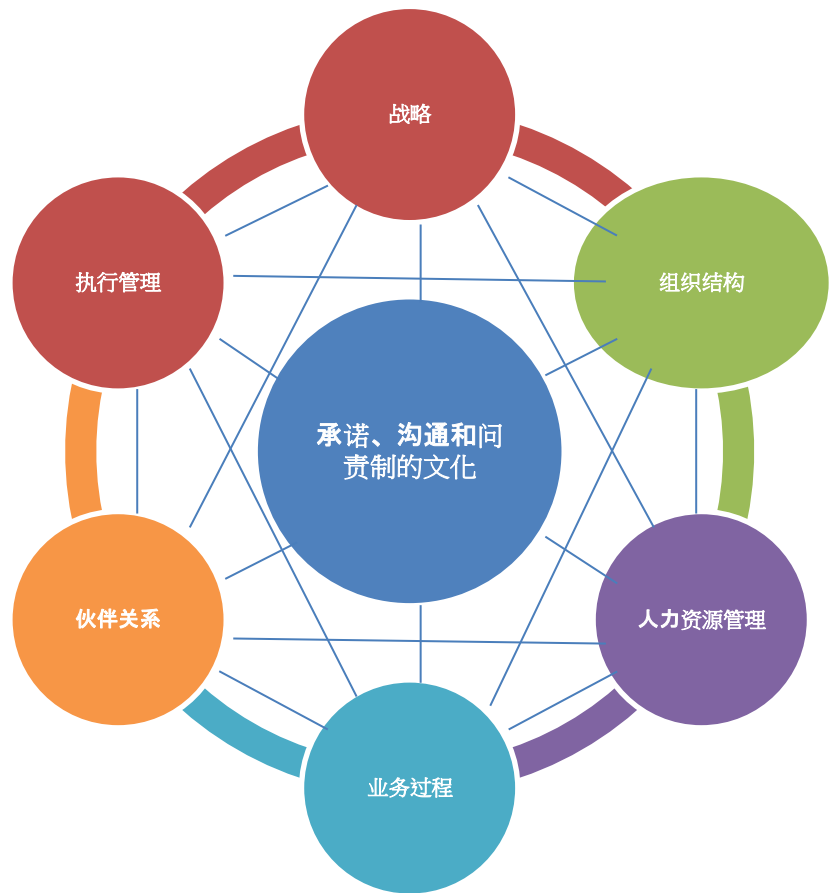 战略
执行管理
组织结构
承诺、沟通和问
责制的文化
伙伴关系
人力资源管理
业务过程